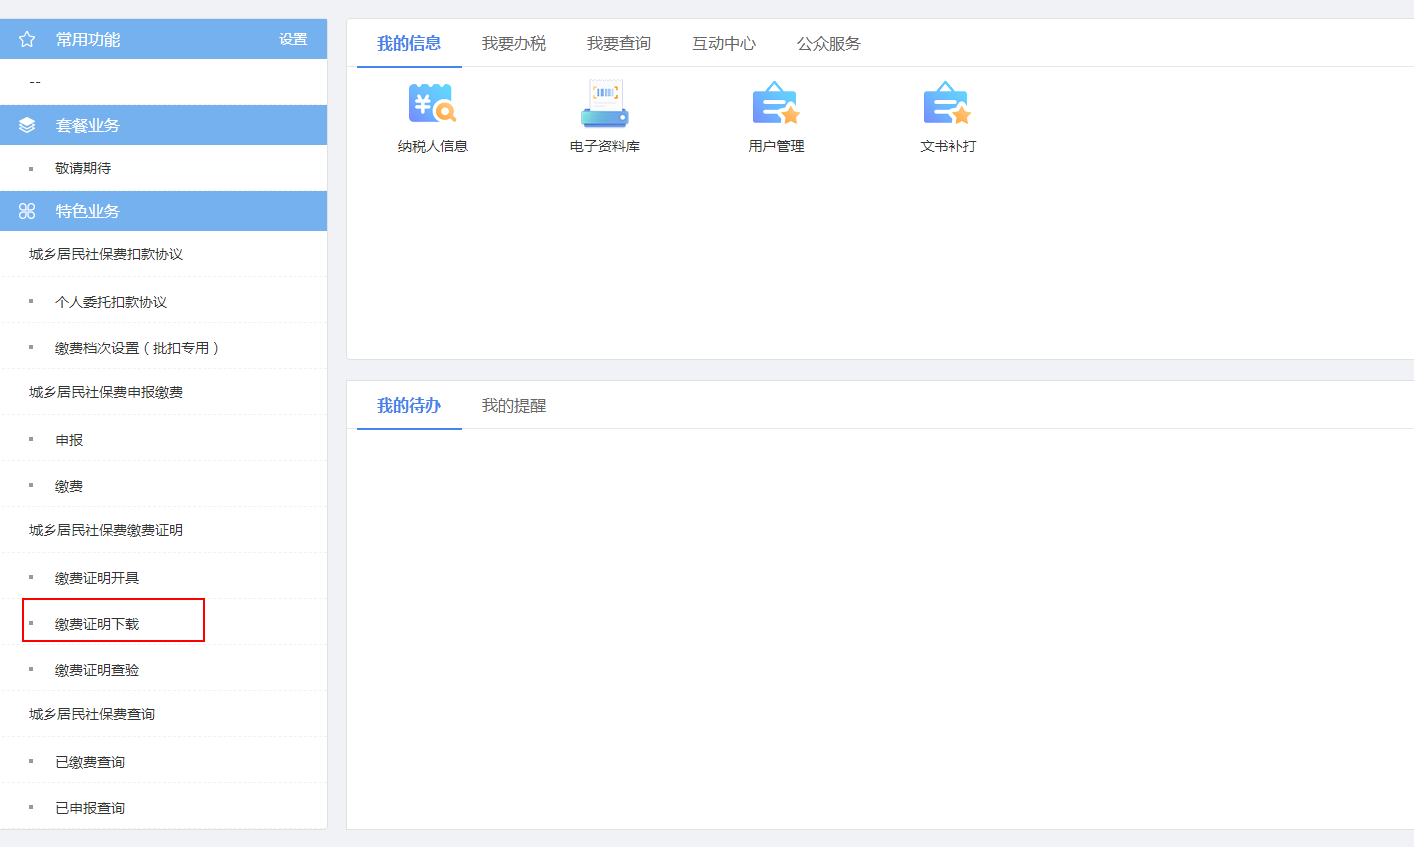 常用功能 设置
--
套餐业务
敬请期待
特色业务
城乡居民社保费扣款协议
个人委托扣款协议
缴费档次设置（批扣专用）
城乡居民社保费申报缴费
申报
缴费
城乡居民社保费缴费证明
缴费证明开具
缴费证明下载
缴费证明查验
城乡居民社保费查询
已缴费查询
已申报查询
我的信息 我要办税 我要查询 互动中心 公众服务
纳税人信息 电子资料库 用户管理 文书补打
我的待办 我的提醒